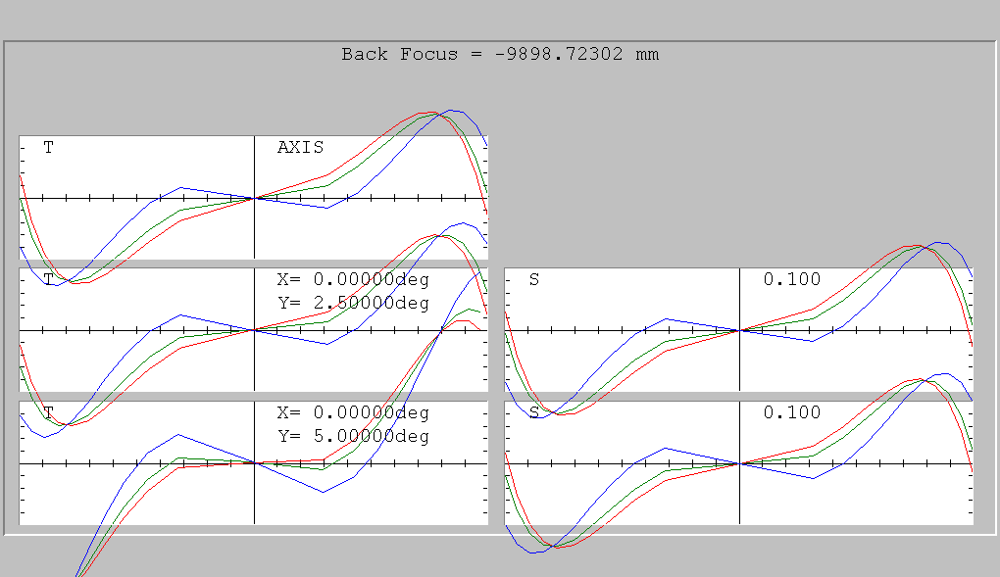 Back Focus = -9898.72302 mm
T AXIS
T X= 0.00000deg
Y= 2.50000deg
S 0.100
T X= 0.00000deg
Y= 5.00000deg
S 0.100